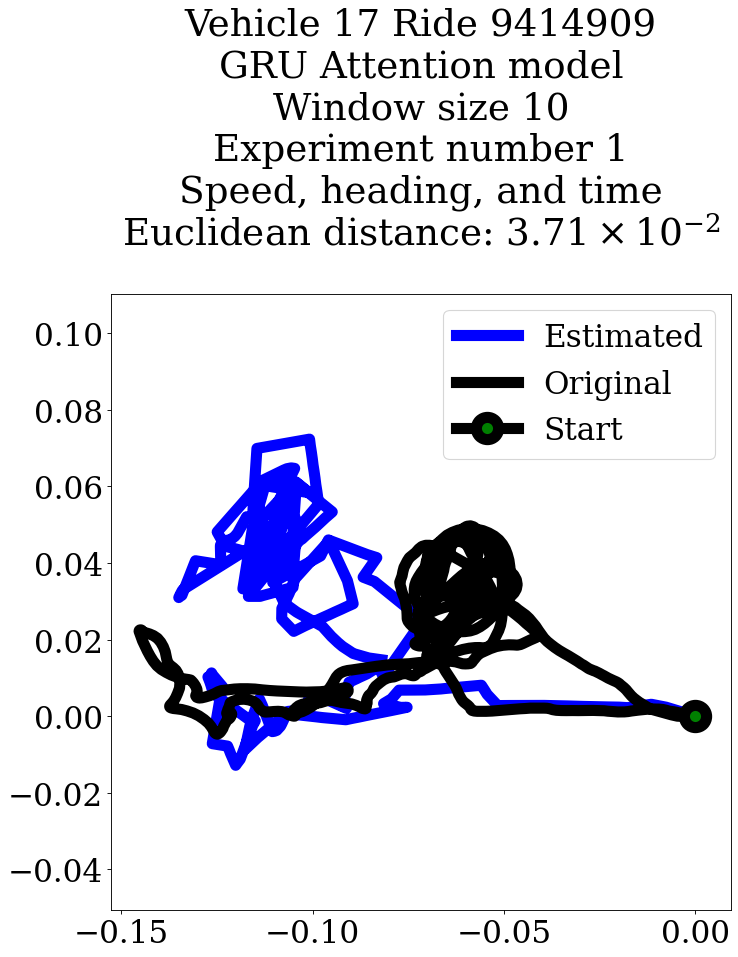 Vehicle 17 Ride 9414909
GRU Attention model
Window size 10
Experiment number 1
Speed, heading, and time
Euclidean distance: 3.71 × 10⁻²
Estimated
Original
Start
0.10
0.08
0.06
0.04
0.02
0.00
−0.02
−0.04
−0.15
−0.10
−0.05
0.00